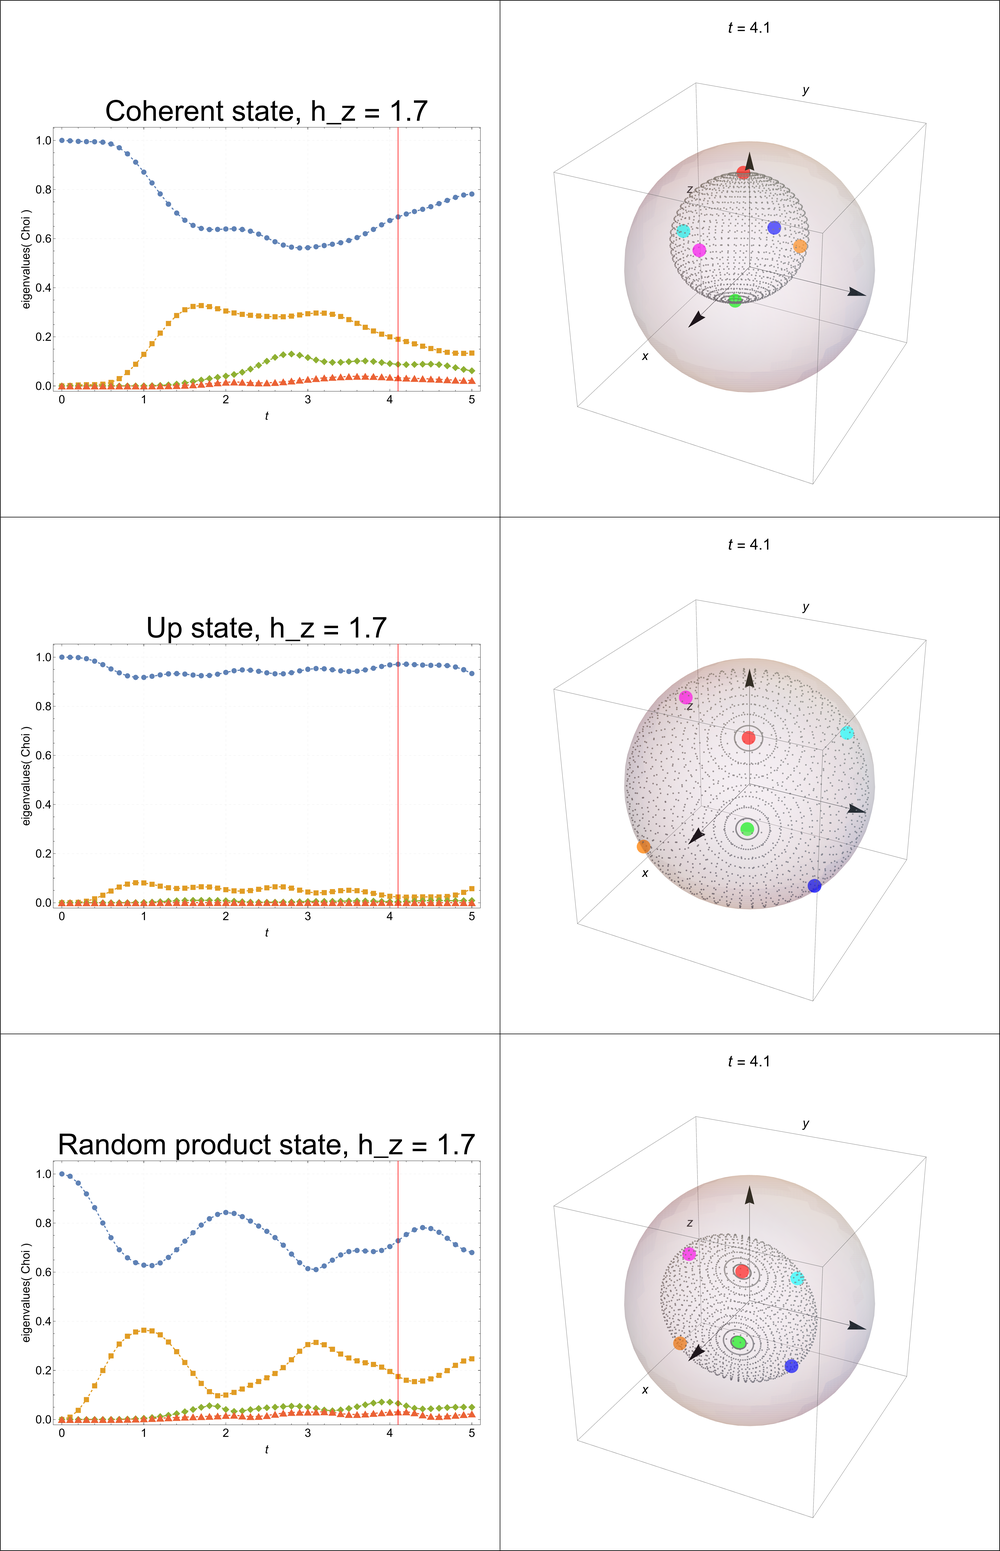 Coherent state, h_z = 1.7
eigenvalues( Choi )
1.0
0.8
0.6
0.4
0.2
0.0
0 1 2 3 4 5
t
t = 4.1
y
z
x
Up state, h_z = 1.7
eigenvalues( Choi )
1.0
0.8
0.6
0.4
0.2
0.0
0 1 2 3 4 5
t
t = 4.1
y
z
x
Random product state, h_z = 1.7
eigenvalues( Choi )
1.0
0.8
0.6
0.4
0.2
0.0
0 1 2 3 4 5
t
t = 4.1
y
z
x